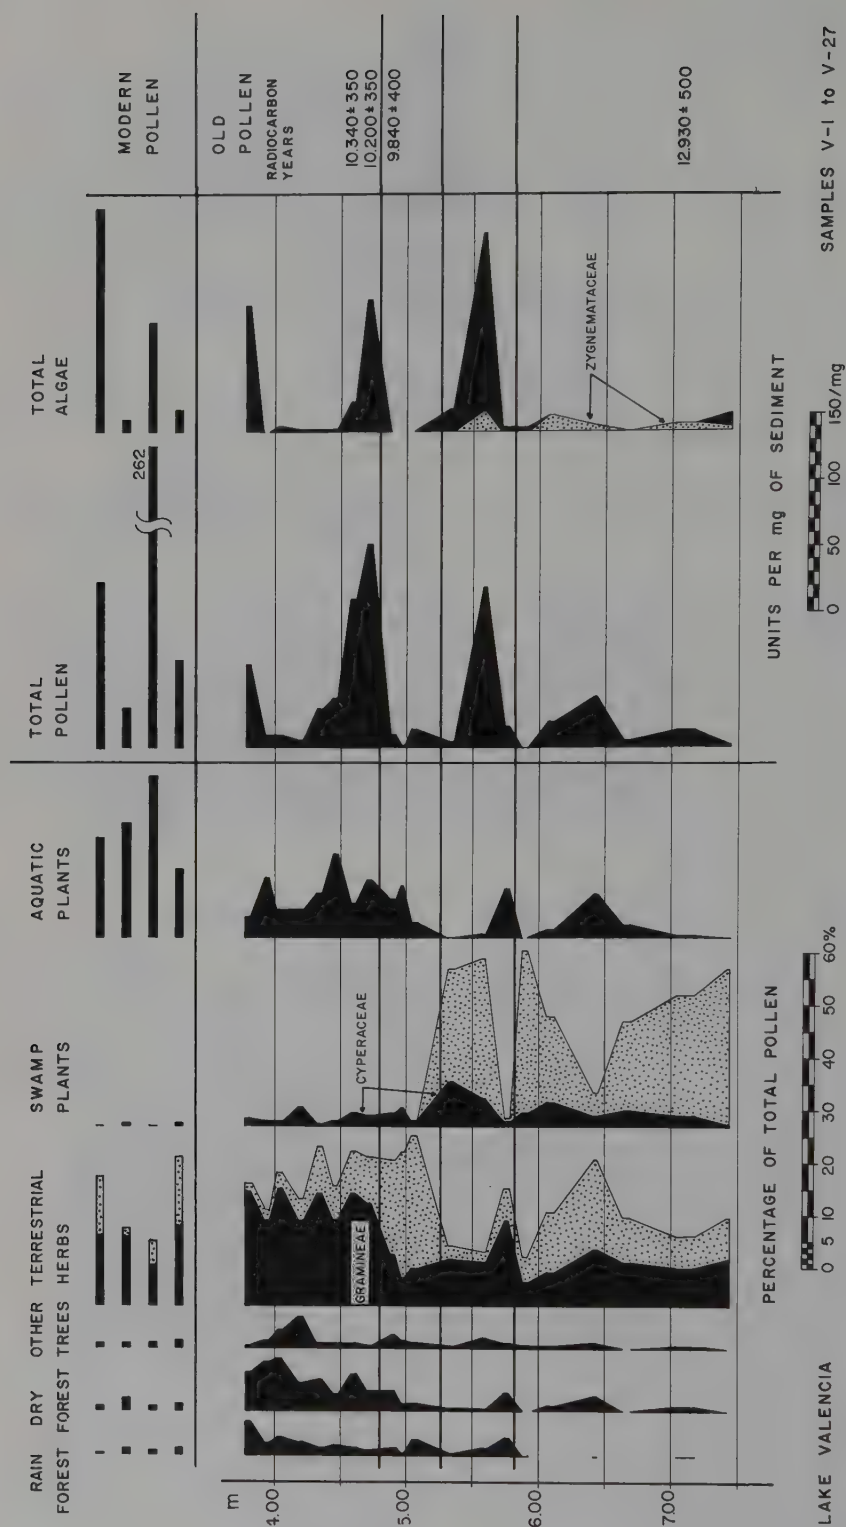 RAIN FOREST
DRY FOREST
OTHER TREES
TERRESTRIAL HERBS
SWAMP PLANTS
AQUATIC PLANTS
TOTAL POLLEN
TOTAL ALGAE
MODERN POLLEN
262
OLD POLLEN
RADIOCARBON YEARS
m
4.00
5.00
6.00
7.00
GRAMINEAE
CYPERACEAE
ZYGNEMATACEAE
10.340 ± 350
10.200 ± 350
9.840 ± 400
12.930 ± 500
PERCENTAGE OF TOTAL POLLEN
0 5 10 20 30 40 50 60%
UNITS PER mg OF SEDIMENT
0 50 100 150/mg
LAKE VALENCIA
SAMPLES V-1 to V-27